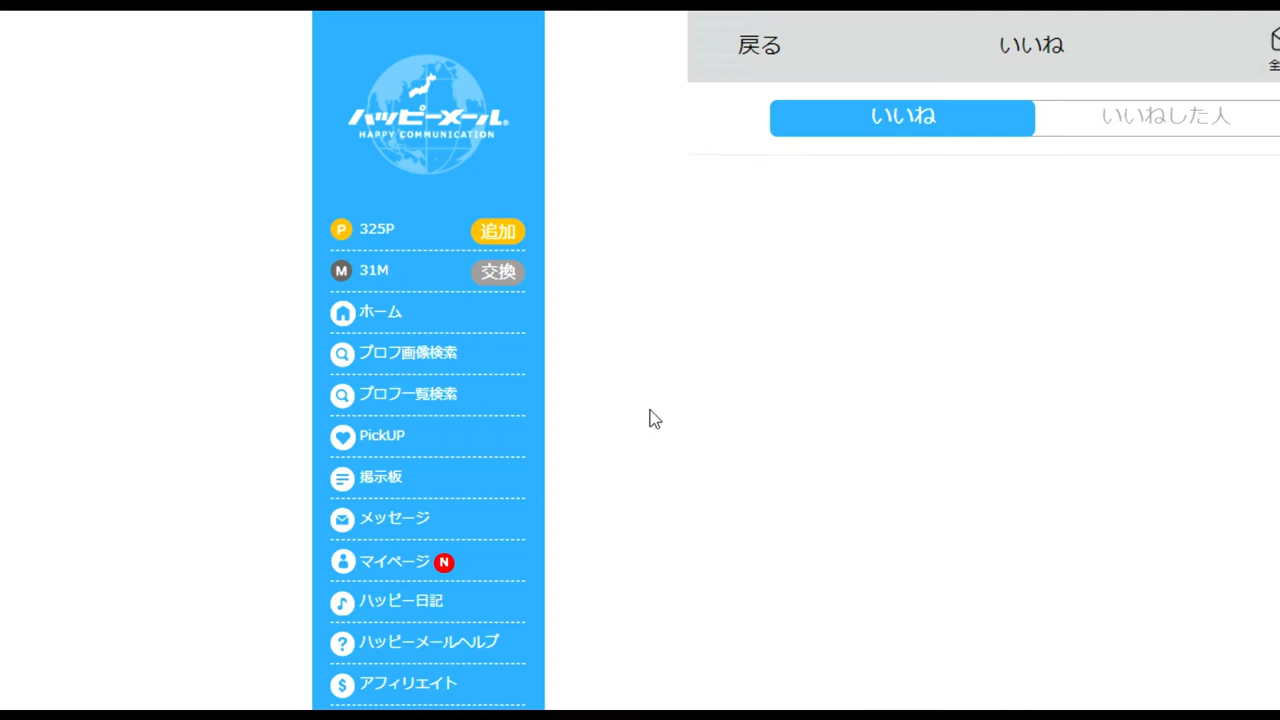 ハッピーメール®
HAPPY COMMUNICATION
P 325P 追加
M 31M 交換
ホーム
プロフ画像検索
プロフ一覧検索
PickUP
掲示板
メッセージ
マイページ N
ハッピー日記
? ハッピーメールヘルプ
$ アフィリエイト
戻る いいね 全
いいね いいねした人